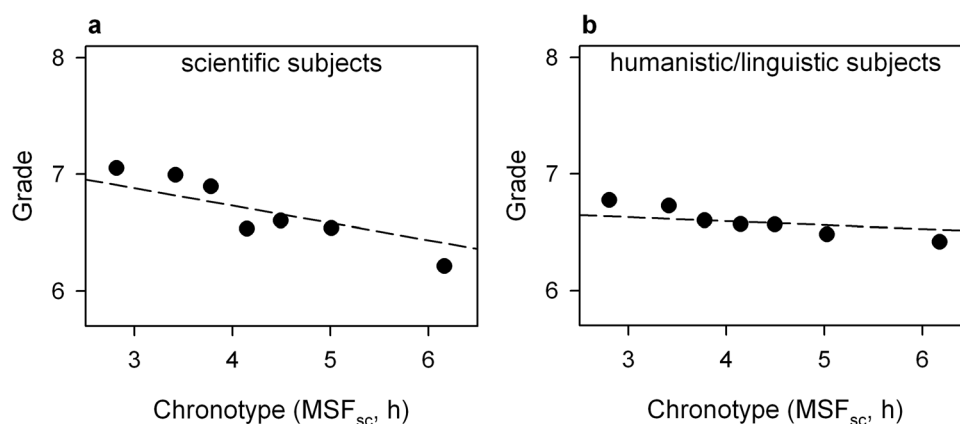 a
scientific subjects
8
7
6
Grade
3 4 5 6
Chronotype (MSFsc, h)
b
humanistic/linguistic subjects
8
7
6
Grade
3 4 5 6
Chronotype (MSFsc, h)